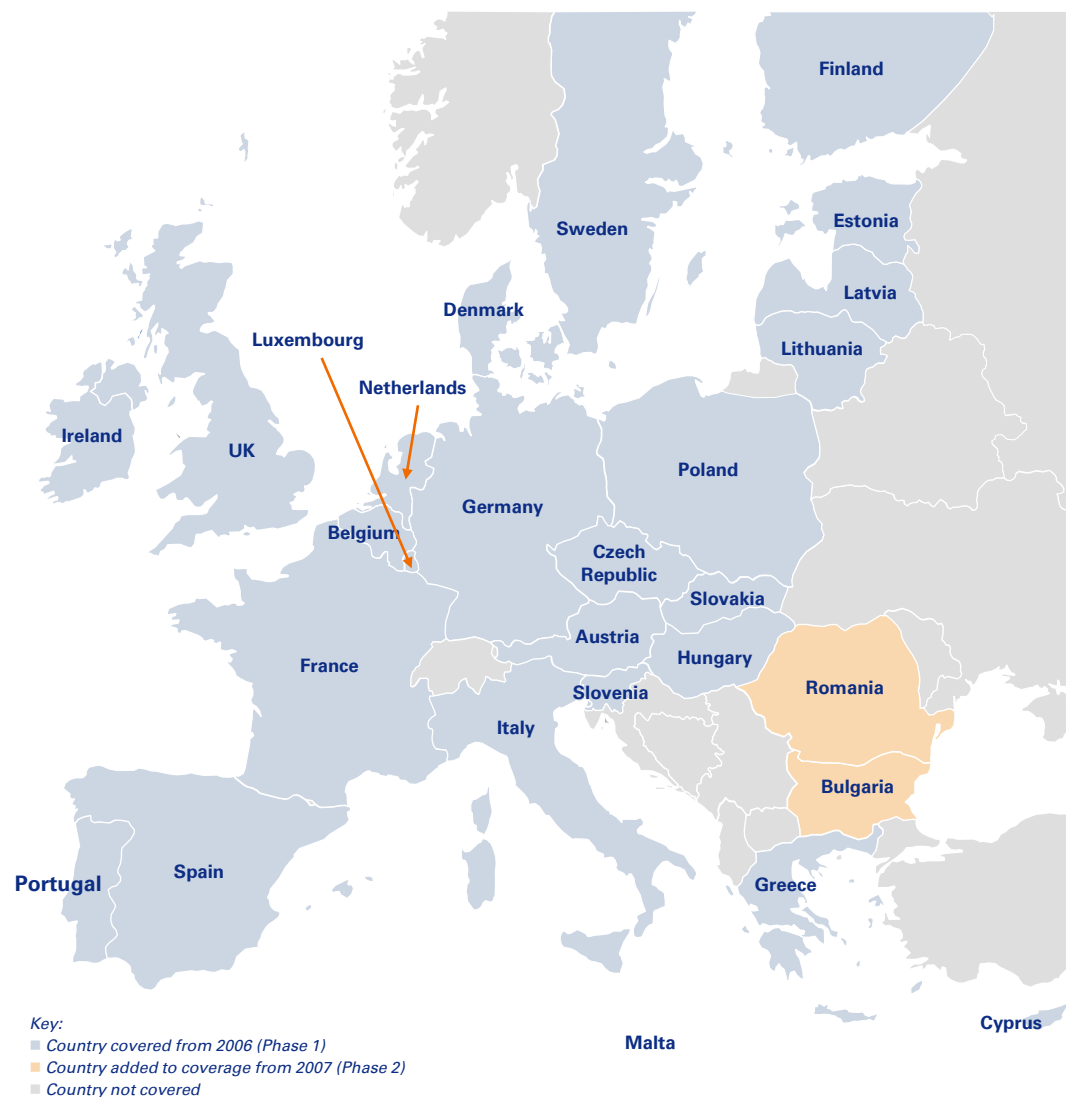 Finland
Sweden
Estonia
Latvia
Denmark
Luxembourg
Lithuania
Netherlands
Ireland
UK
Poland
Germany
Belgium
Czech
Republic
Slovakia
Austria
Hungary
France
Slovenia
Romania
Italy
Bulgaria
Spain
Portugal
Greece
Cyprus
Malta
Key:
Country covered from 2006 (Phase 1)
Country added to coverage from 2007 (Phase 2)
Country not covered